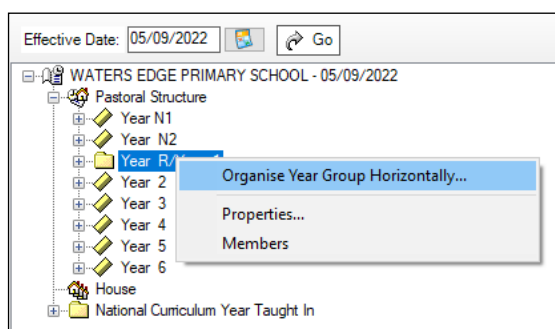 Effective Date: 05/09/2022 Go
WATERS EDGE PRIMARY SCHOOL - 05/09/2022
Pastoral Structure
Year N1
Year N2
Year R/
Organise Year Group Horizontally...
Year 2
Year 3
Properties...
Year 4
Year 5
Members
Year 6
House
National Curriculum Year Taught In